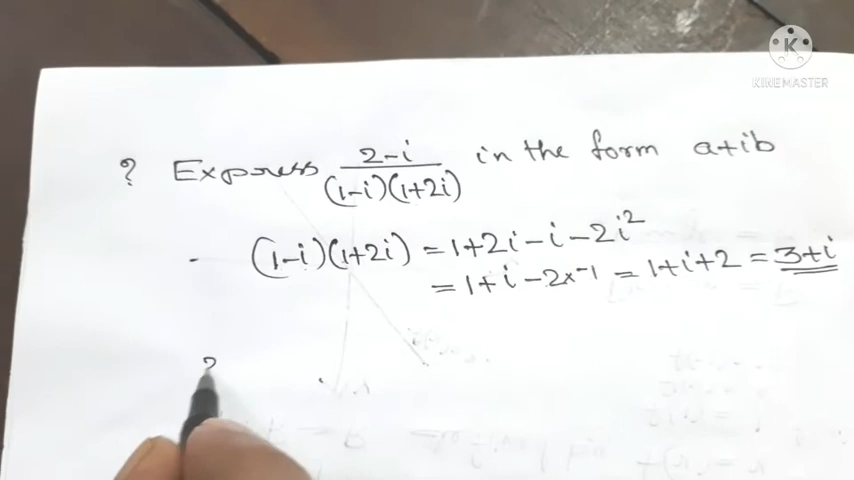 K
KINEMASTER
? Express (2-i)/((1-i)(1+2i)) in the form a+ib
- (1-i)(1+2i) = 1+2i-i-2i²
= 1+i-2×-1 = 1+i+2 = 3+i
2